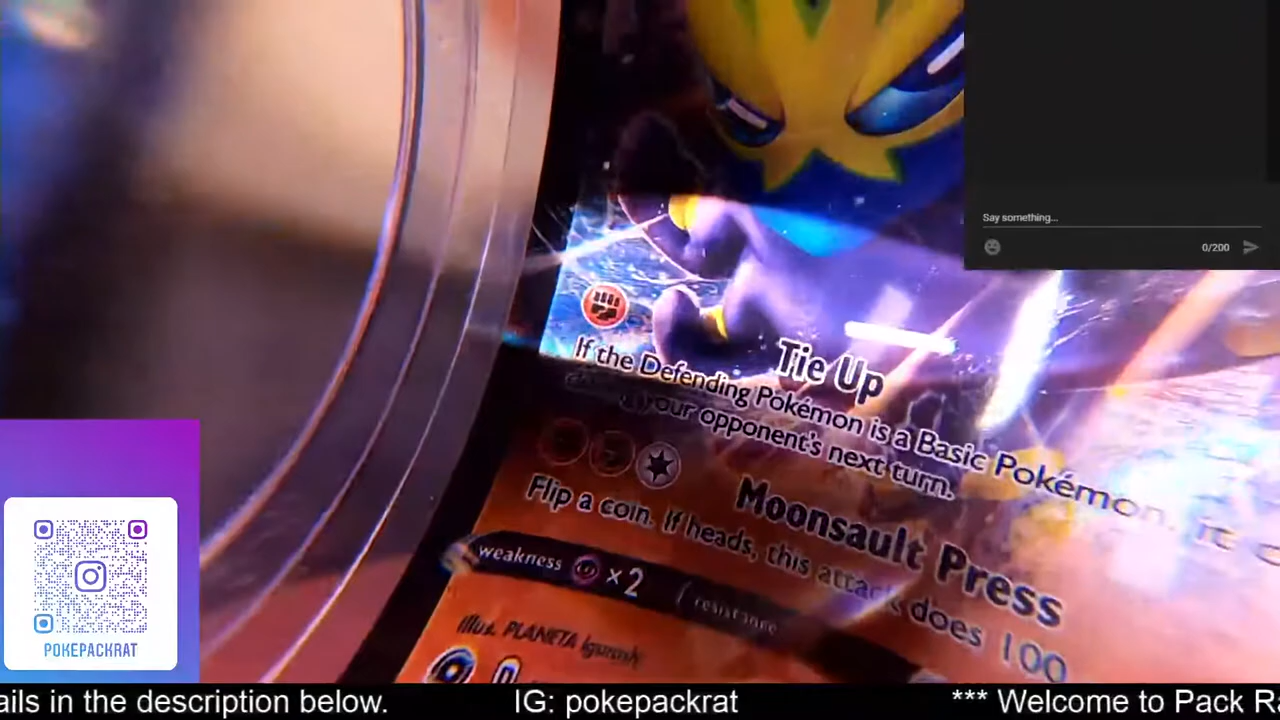 Say something...
0/200
Tie Up
If the Defending Pokémon is a Basic Pokémon, it
your opponent's next turn.
Moonsault Press
Flip a coin. If heads, this attack does 100
weakness ×2
resistance
Illus. PLANETA Igarashi
POKEPACKRAT
ails in the description below. IG: pokepackrat *** Welcome to Pack Ra